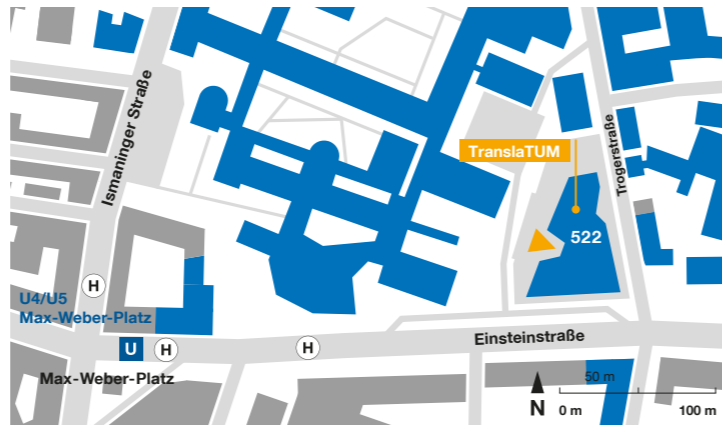 Ismaninger Straße
TranslaTUM
Trogerstraße
522
H
U4/U5
Max-Weber-Platz
U
H
H
Einsteinstraße
Max-Weber-Platz
N
50 m
0 m
100 m